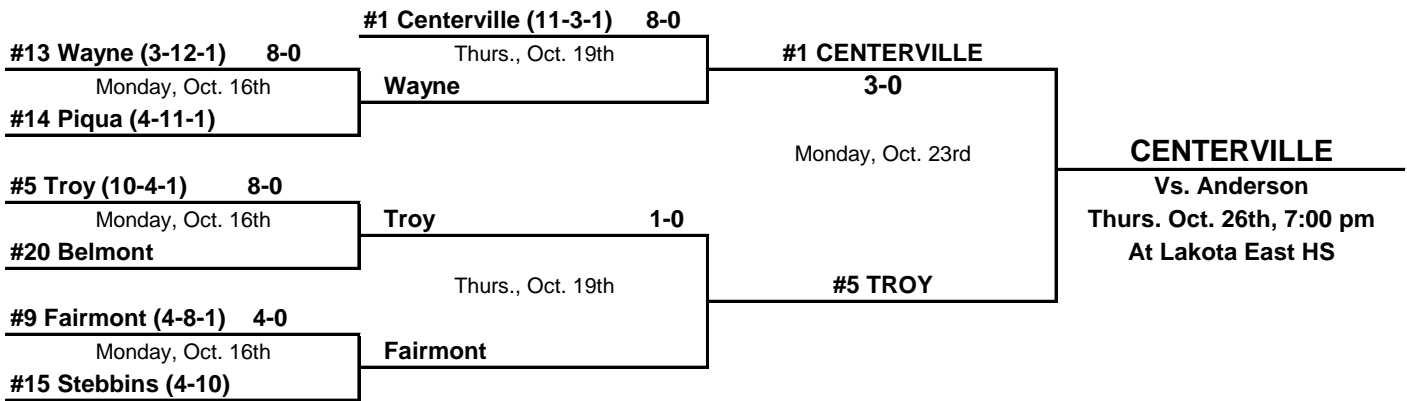 #1 Centerville (11-3-1) 8-0
#13 Wayne (3-12-1) 8-0
Thurs., Oct. 19th
#1 CENTERVILLE
Monday, Oct. 16th
Wayne
3-0
#14 Piqua (4-11-1)
Monday, Oct. 23rd
CENTERVILLE
#5 Troy (10-4-1) 8-0
Vs. Anderson
Monday, Oct. 16th
Troy 1-0
Thurs. Oct. 26th, 7:00 pm
#20 Belmont
At Lakota East HS
Thurs., Oct. 19th
#5 TROY
#9 Fairmont (4-8-1) 4-0
Monday, Oct. 16th
Fairmont
#15 Stebbins (4-10)